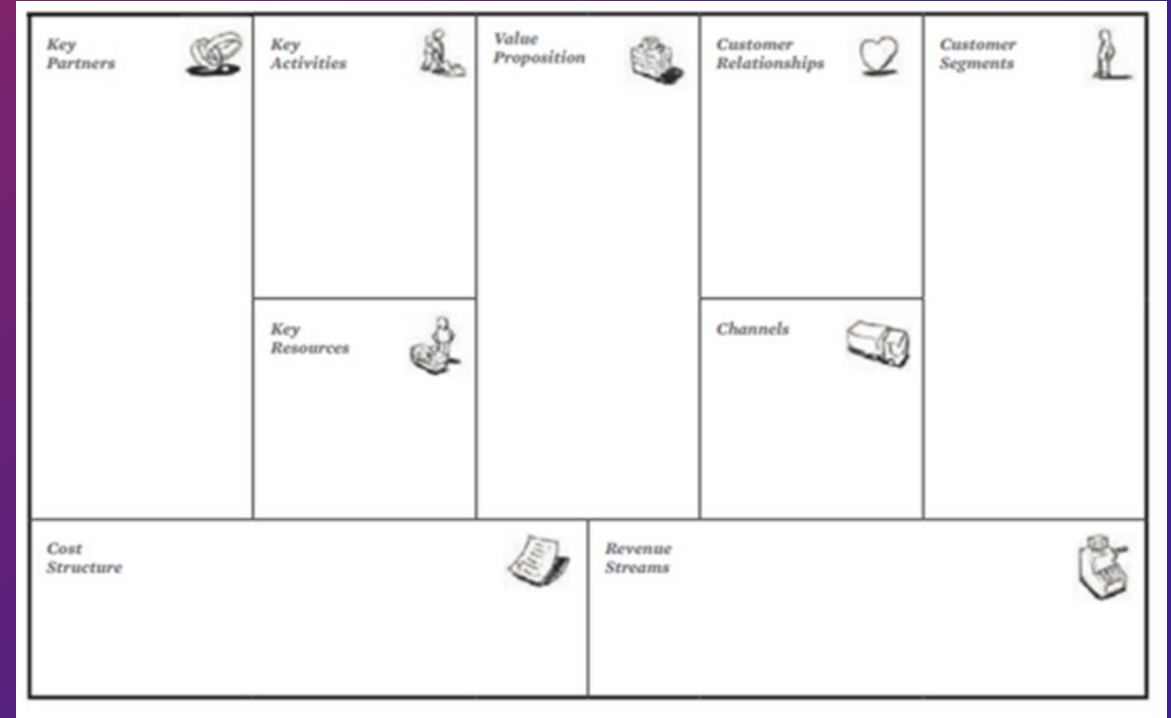 Key
Partners
Key
Activities
Value
Proposition
Customer
Relationships
Customer
Segments
Key
Resources
Channels
Cost
Structure
Revenue
Streams